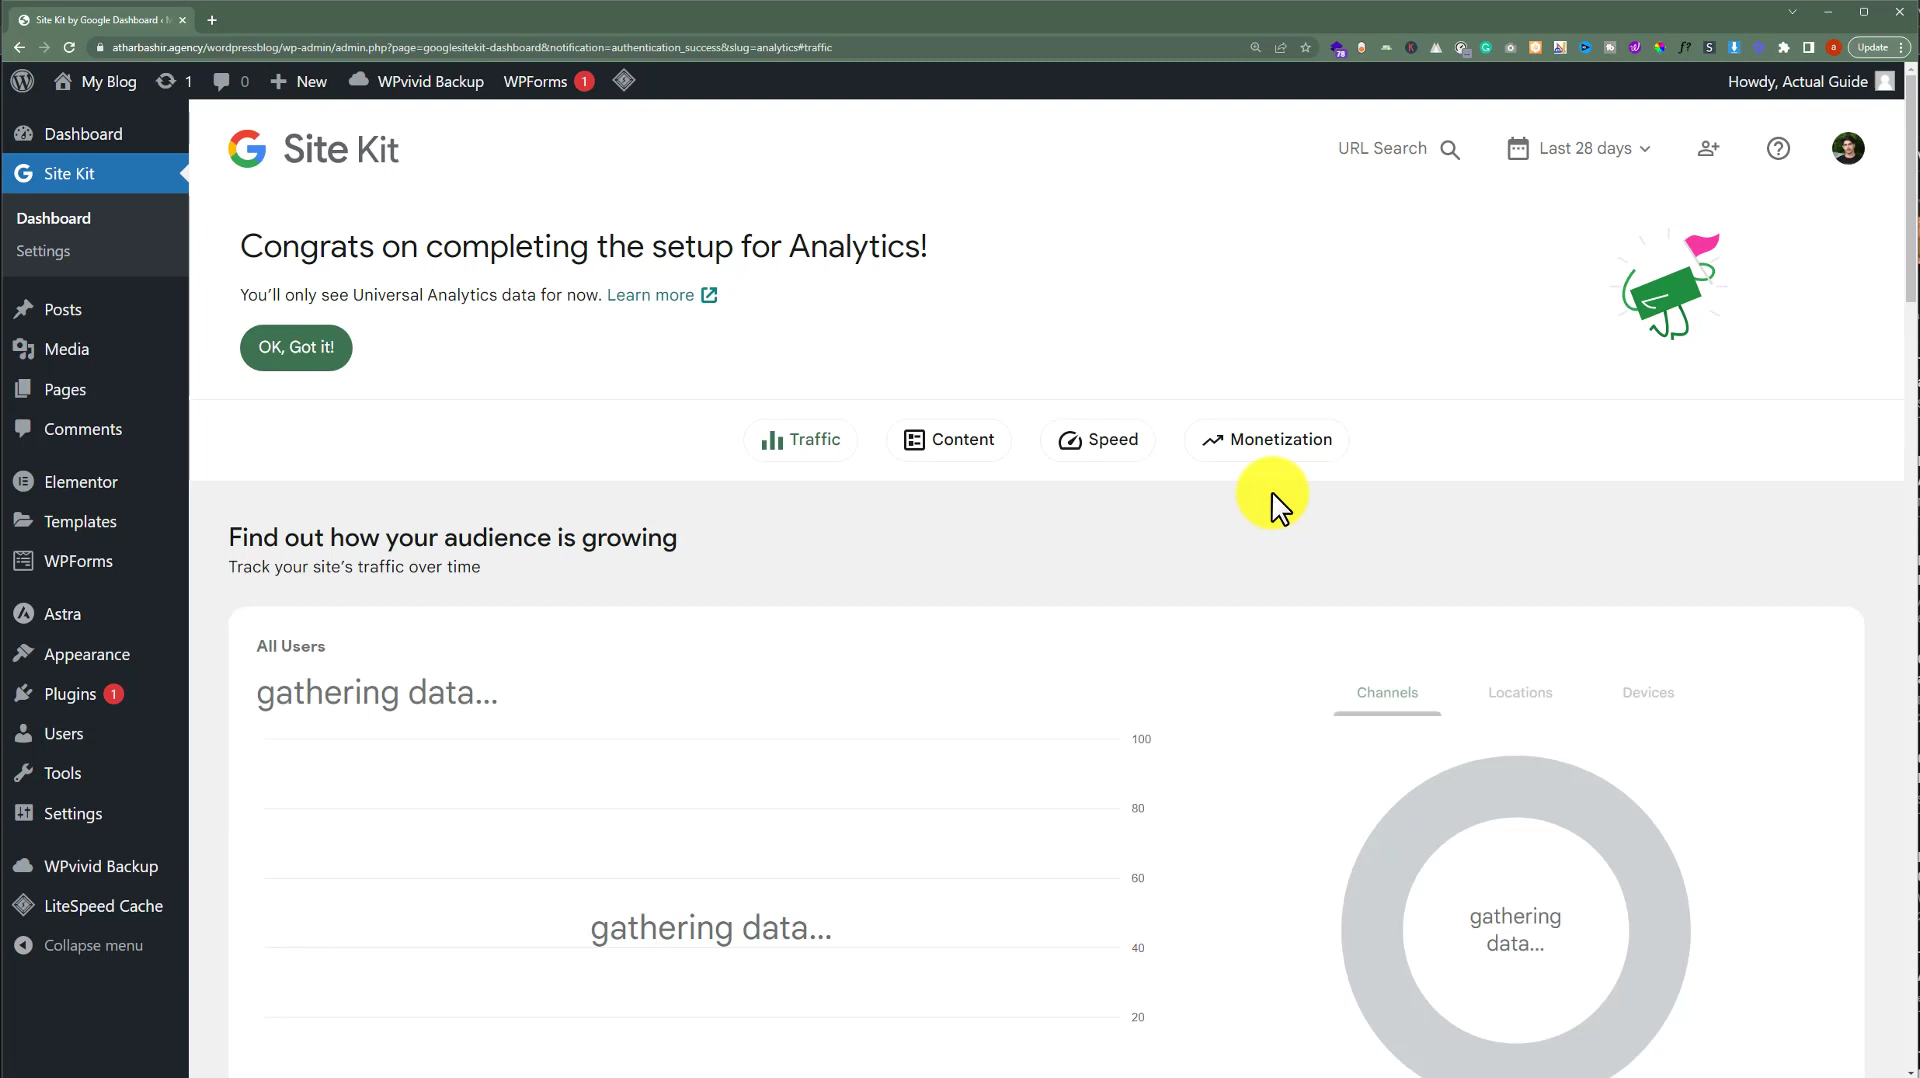 Site Kit by Google Dashboard ‹ M
atharbashir.agency/wordpressblog/wp-admin/admin.php?page=googlesitekit-dashboard&notification=authentication_success&slug=analytics#traffic
78
Update
My Blog
1
0
New
WPvivid Backup
WPForms
1
Howdy, Actual Guide
Dashboard
Site Kit
Dashboard
Settings
Posts
Media
Pages
Comments
Elementor
Templates
WPForms
Astra
Appearance
Plugins 1
Users
Tools
Settings
WPvivid Backup
LiteSpeed Cache
Collapse menu
Site Kit
URL Search
Last 28 days
Congrats on completing the setup for Analytics!
You'll only see Universal Analytics data for now. Learn more
OK, Got it!
Traffic
Content
Speed
Monetization
Find out how your audience is growing
Track your site's traffic over time
All Users
gathering data...
Channels
Locations
Devices
100
80
60
40
20
gathering data...
gathering
data...